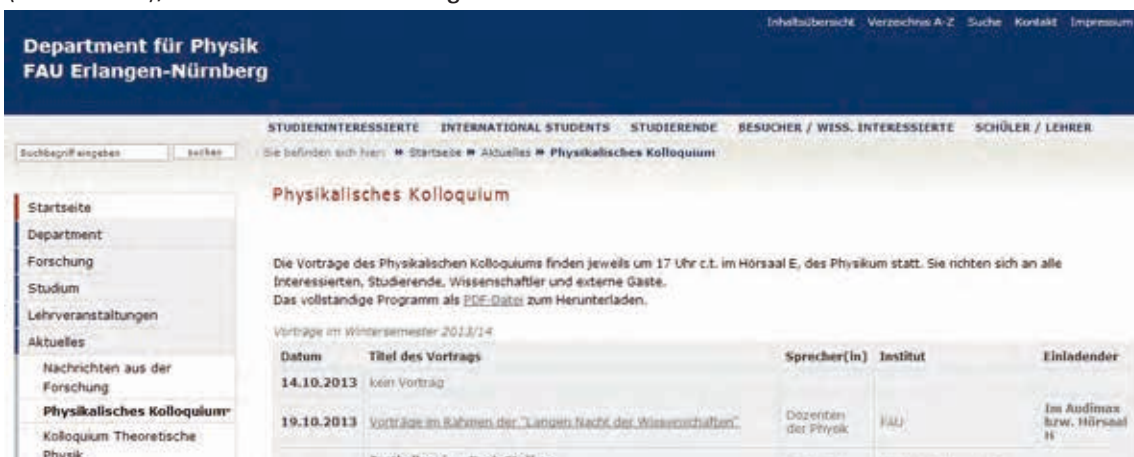 Inhaltsübersicht Verzeichnis A-Z Suche Kontakt Impressum
Department für Physik
FAU Erlangen-Nürnberg
STUDIENINTERESSIERTE INTERNATIONAL STUDENTS STUDIERENDE BESUCHER / WISS. INTERESSIERTE SCHÜLER / LEHRER
Suchbegriff eingeben suchen
Sie befinden sich hier: » Startseite » Aktuelles » Physikalisches Kolloquium
Physikalisches Kolloquium
Startseite
Department
Forschung
Studium
Lehrveranstaltungen
Aktuelles
Nachrichten aus der
Forschung
Physikalisches Kolloquium
Kolloquium Theoretische
Physik
Die Vorträge des Physikalischen Kolloquiums finden jeweils um 17 Uhr c.t. im Hörsaal E, des Physikum statt. Sie richten sich an alle
Interessierten, Studierende, Wissenschaftler und externe Gäste.
Das vollständige Programm als PDF-Datei zum Herunterladen.
Vorträge im Wintersemester 2013/14
Datum Titel des Vortrags Sprecher(in) Institut Einladender
14.10.2013 kein Vortrag
19.10.2013 Vorträge im Rahmen der "Langen Nacht der Wissenschaften" Dozenten der Physik FAU Im Audimax bzw. Hörsaal H